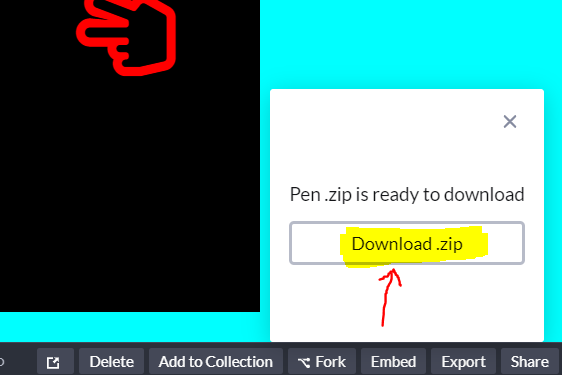 Pen .zip is ready to download
Download .zip
Delete
Add to Collection
Fork
Embed
Export
Share